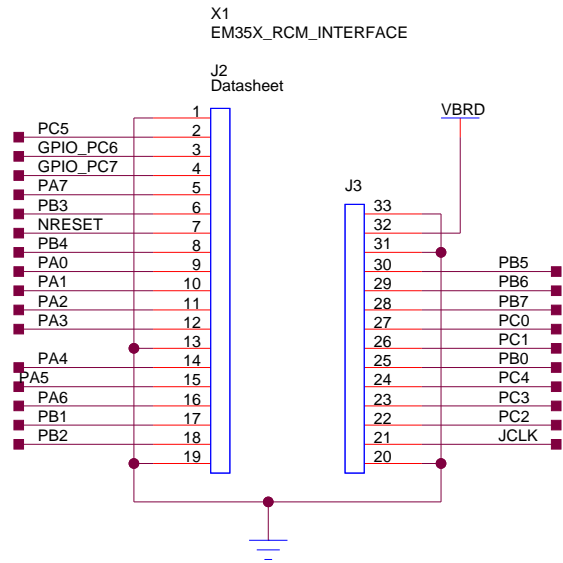 X1
EM35X_RCM_INTERFACE
J2
Datasheet
1
PC5 2
GPIO_PC6 3
GPIO_PC7 4
PA7 5
PB3 6
NRESET 7
PB4 8
PA0 9
PA1 10
PA2 11
PA3 12
13
PA4 14
PA5 15
PA6 16
PB1 17
PB2 18
19
VBRD
J3
33
32
31
30 PB5
29 PB6
28 PB7
27 PC0
26 PC1
25 PB0
24 PC4
23 PC3
22 PC2
21 JCLK
20